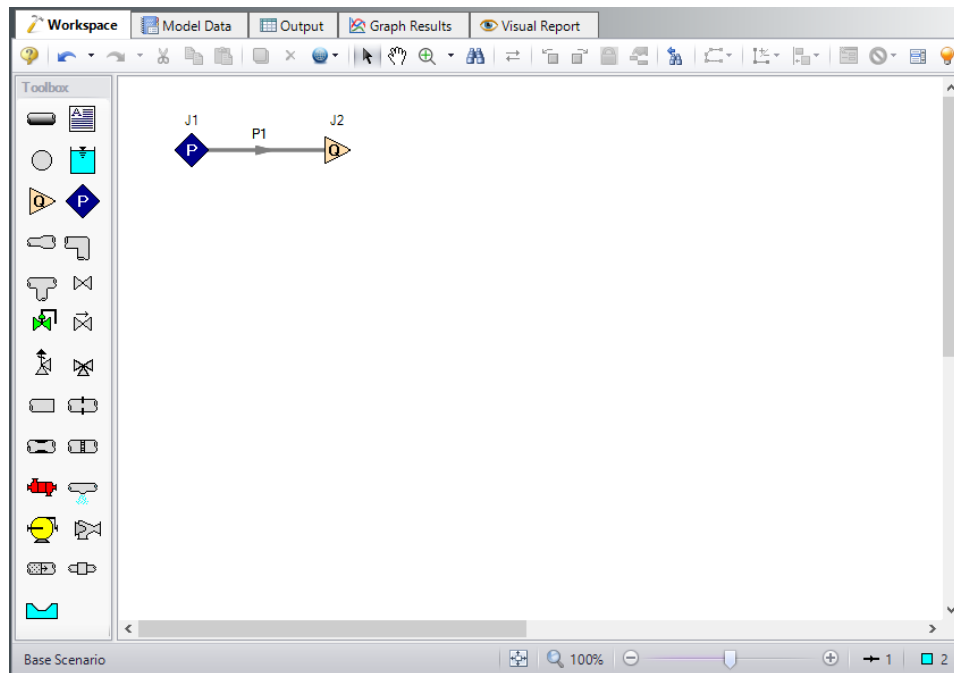 Workspace Model Data Output Graph Results Visual Report
Toolbox
A
J1 J2
P1
P Q
Q P
Base Scenario 100% 1 2